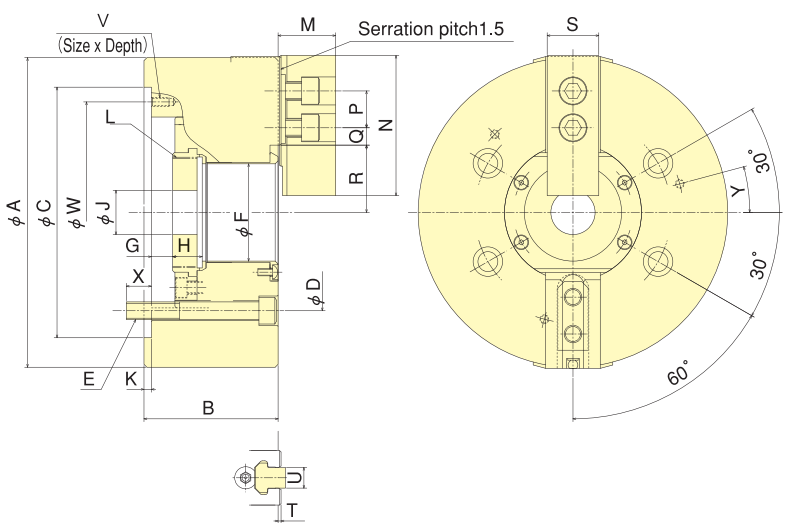 V
(Size x Depth)
M
Serration pitch1.5
S
L
P
Q
N
R
φA
φC
φW
φJ
φF
G
H
X
φD
E
K
B
U
T
30°
Y
30°
60°